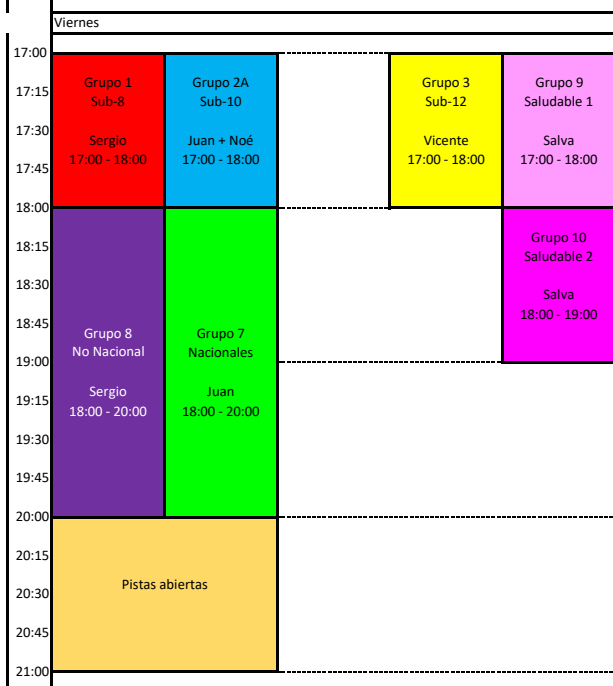 Viernes
17:00
17:15
17:30
17:45
18:00
18:15
18:30
18:45
19:00
19:15
19:30
19:45
20:00
20:15
20:30
20:45
21:00
Grupo 1
Sub-8
Sergio
17:00 - 18:00
Grupo 2A
Sub-10
Juan + Noé
17:00 - 18:00
Grupo 3
Sub-12
Vicente
17:00 - 18:00
Grupo 9
Saludable 1
Salva
17:00 - 18:00
Grupo 8
No Nacional
Sergio
18:00 - 20:00
Grupo 7
Nacionales
Juan
18:00 - 20:00
Grupo 10
Saludable 2
Salva
18:00 - 19:00
Pistas abiertas